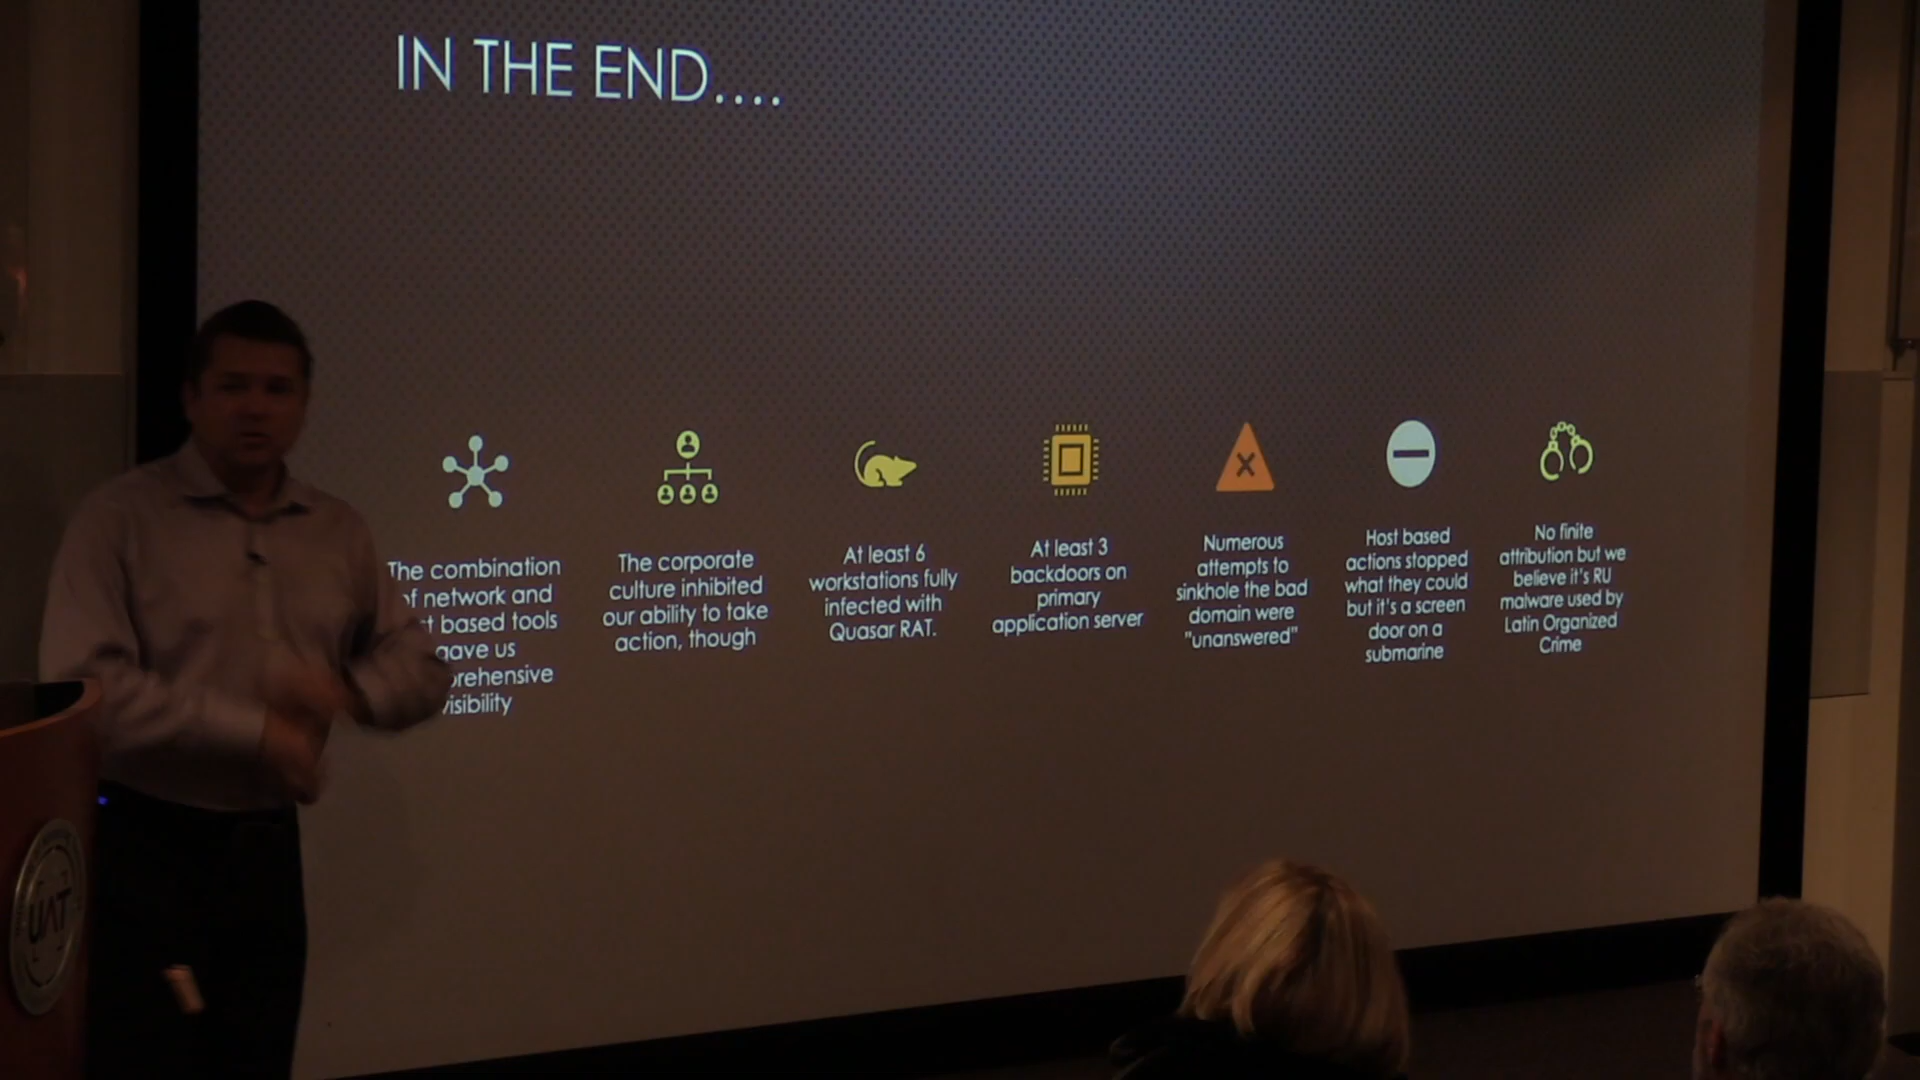 IN THE END....
The combination
of network and
based tools
gave us
visibility
The corporate
culture inhibited
our ability to take
action, though
At least 6
workstations fully
infected with
Quasar RAT.
At least 3
backdoors on
primary
application server
Numerous
attempts to
sinkhole the bad
domain were
"unanswered"
Host based
actions stopped
what they could
but it's a screen
door on a
submarine
No finite
attribution but we
believe it's RU
malware used by
Latin Organized
Crime
UAT